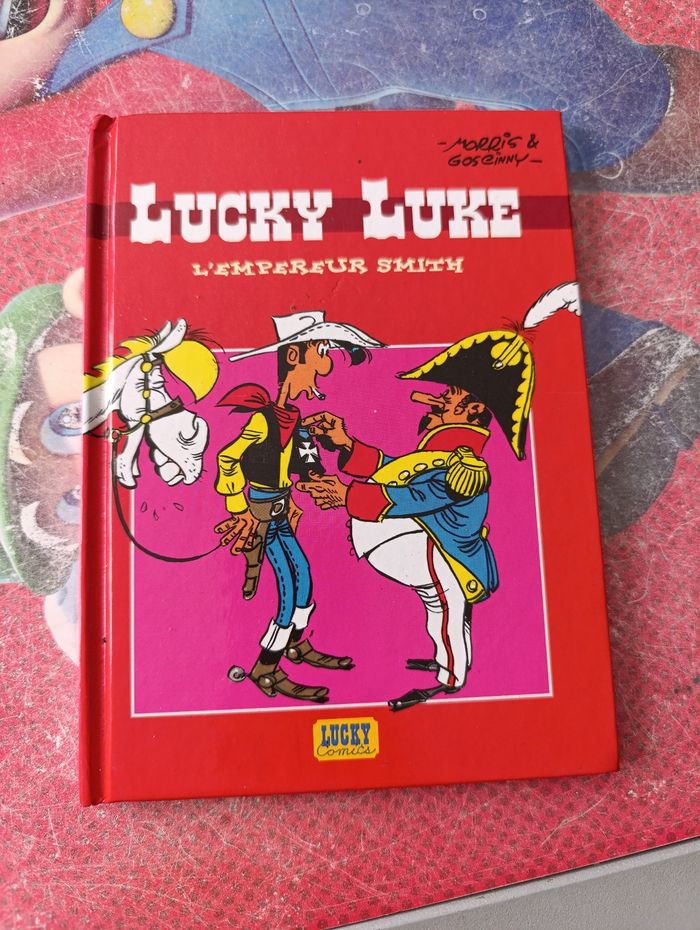 -MORRIS &
GOSCINNY-
LUCKY LUKE
L'EMPEREUR SMITH
LUCKY
Comics